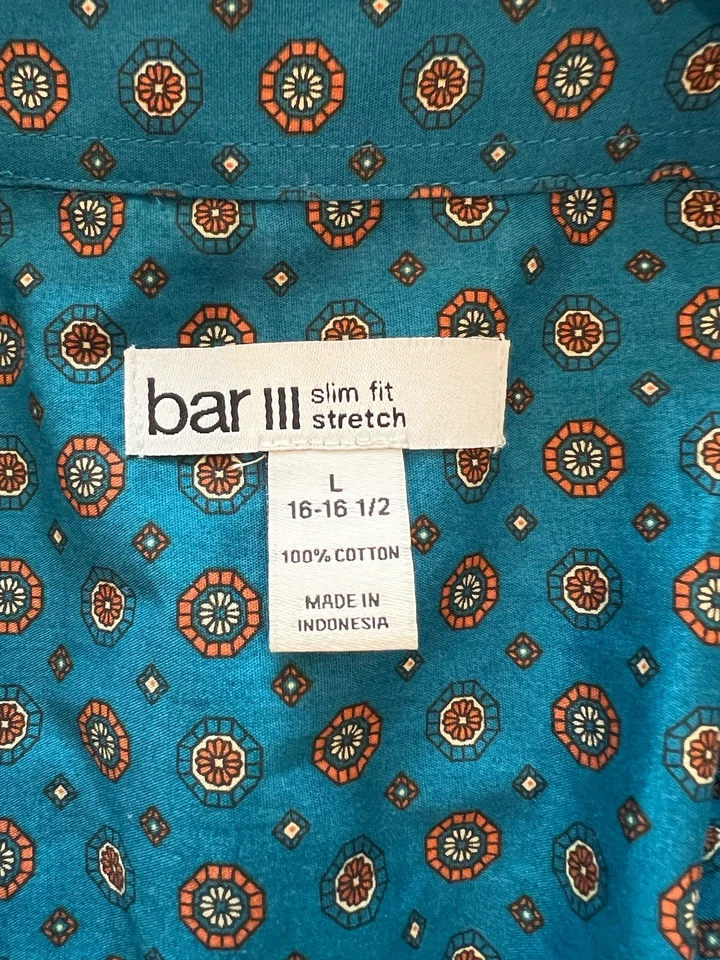 bar III slim fit
stretch
L
16-16 1/2
100% COTTON
MADE IN
INDONESIA